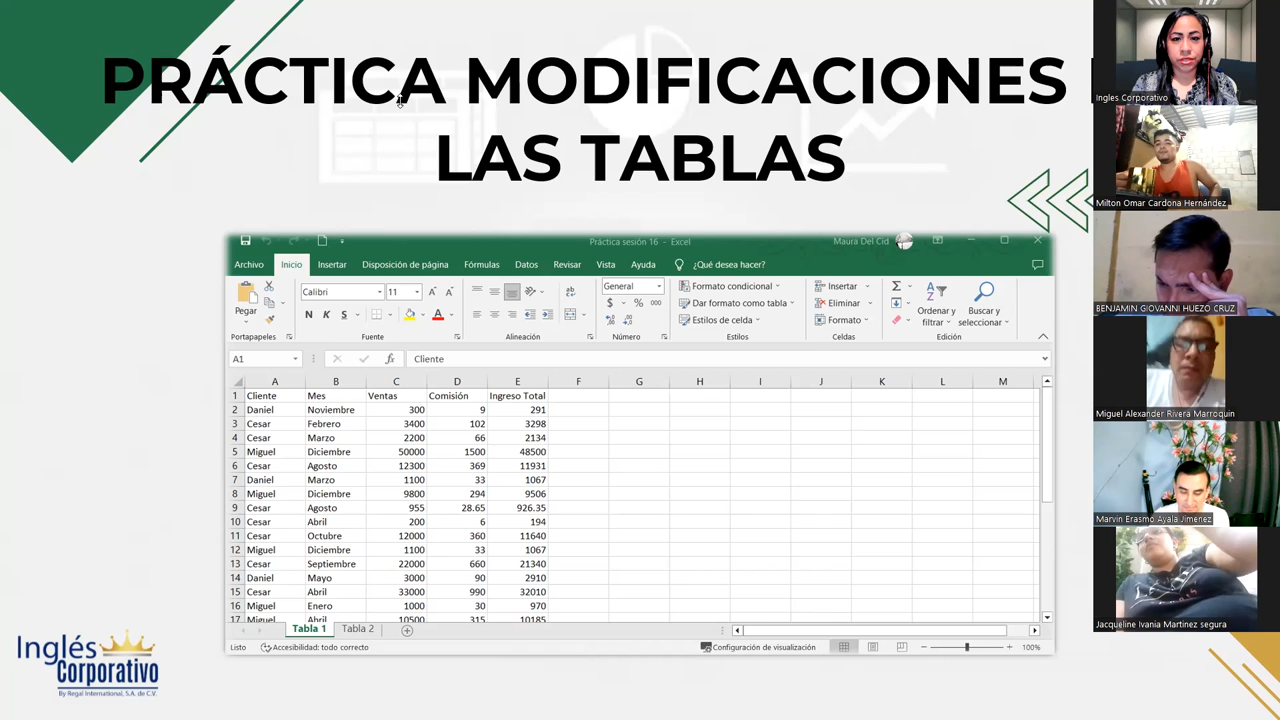 PRÁCTICA MODIFICACIONES
LAS TABLAS
Práctica sesión 16 - Excel
Maura Del Cid
Archivo Inicio Insertar Disposición de página Fórmulas Datos Revisar Vista Ayuda ¿Qué desea hacer?
Pegar
Calibri 11
N K S
General
$ % 000
Formato condicional
Dar formato como tabla
Estilos de celda
Insertar
Eliminar
Formato
Ordenar y filtrar
Buscar y seleccionar
Portapapeles Fuente Alineación Número Estilos Celdas Edición
A1 fx Cliente
A B C D E F G H I J K L M
1 Cliente Mes Ventas Comisión Ingreso Total
2 Daniel Noviembre 300 9 291
3 Cesar Febrero 3400 102 3298
4 Cesar Marzo 2200 66 2134
5 Miguel Diciembre 50000 1500 48500
6 Cesar Agosto 12300 369 11931
7 Daniel Marzo 1100 33 1067
8 Miguel Diciembre 9800 294 9506
9 Cesar Agosto 955 28.65 926.35
10 Cesar Abril 200 6 194
11 Cesar Octubre 12000 360 11640
12 Miguel Diciembre 1100 33 1067
13 Cesar Septiembre 22000 660 21340
14 Daniel Mayo 3000 90 2910
15 Cesar Abril 33000 990 32010
16 Miguel Enero 1000 30 970
17 Miguel Abril 10500 315 10185
Tabla 1 Tabla 2
Listo Accesibilidad: todo correcto Configuración de visualización 100%
Inglés
Corporativo
By Regal International, S.A. de C.V.
Ingles Corporativo
Milton Omar Cardona Hernández
BENJAMIN GIOVANNI HUEZO CRUZ
Miguel Alexander Rivera Marroquin
Marvin Erasmo Ayala Jimenez
Jacqueline Ivania Martinez segura